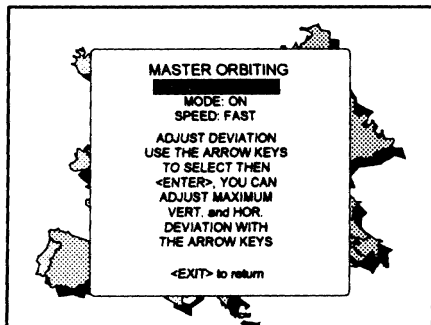 MASTER ORBITING
MODE: ON
SPEED: FAST
ADJUST DEVIATION
USE THE ARROW KEYS
TO SELECT THEN
<ENTER>, YOU CAN
ADJUST MAXIMUM
VERT. and HOR.
DEVIATION WITH
THE ARROW KEYS
<EXIT> to return